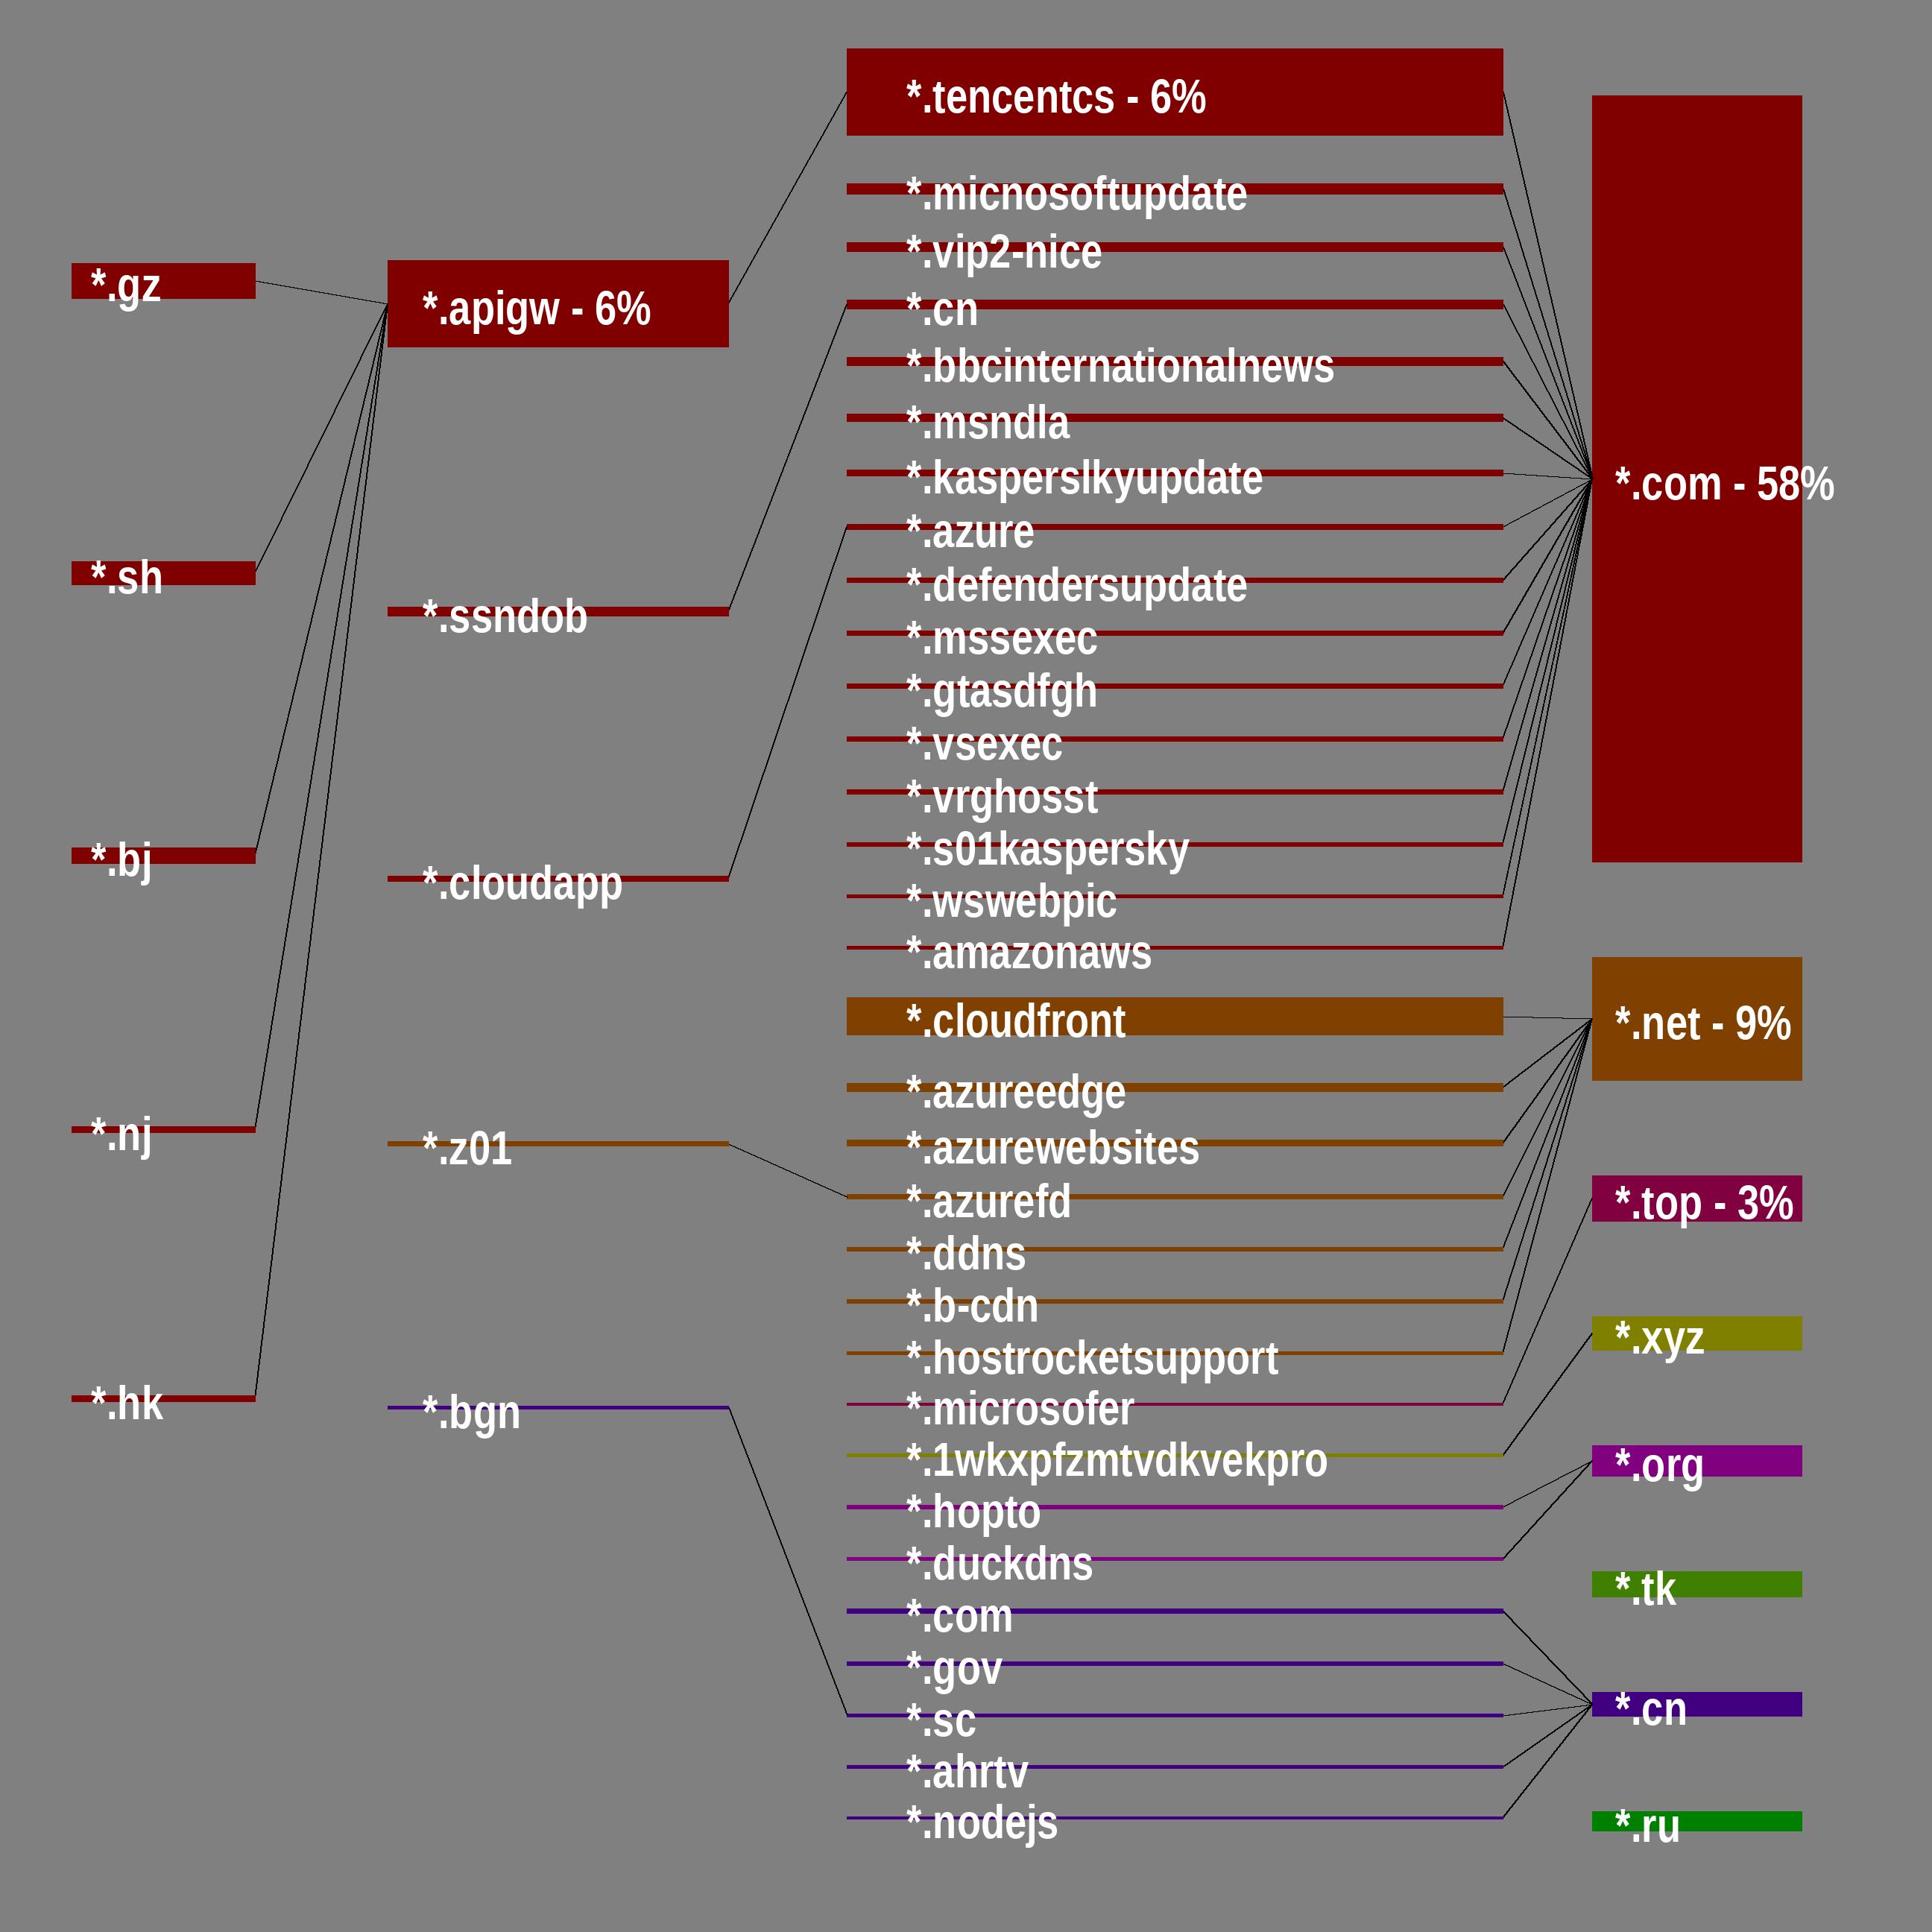 *.gz
*.sh
*.bj
*.nj
*.hk
*.apigw - 6%
*.ssndob
*.cloudapp
*.z01
*.bgn
*.tencentcs - 6%
*.micnosoftupdate
*.vip2-nice
*.cn
*.bbcinternationalnews
*.msndla
*.kasperslkyupdate
*.azure
*.defendersupdate
*.mssexec
*.gtasdfgh
*.vsexec
*.vrghosst
*.s01kaspersky
*.wswebpic
*.amazonaws
*.cloudfront
*.azureedge
*.azurewebsites
*.azurefd
*.ddns
*.b-cdn
*.hostrocketsupport
*.microsofer
*.1wkxpfzmtvdkvekpro
*.hopto
*.duckdns
*.com
*.gov
*.sc
*.ahrtv
*.nodejs
*.com - 58%
*.net - 9%
*.top - 3%
*.xyz
*.org
*.tk
*.cn
*.ru